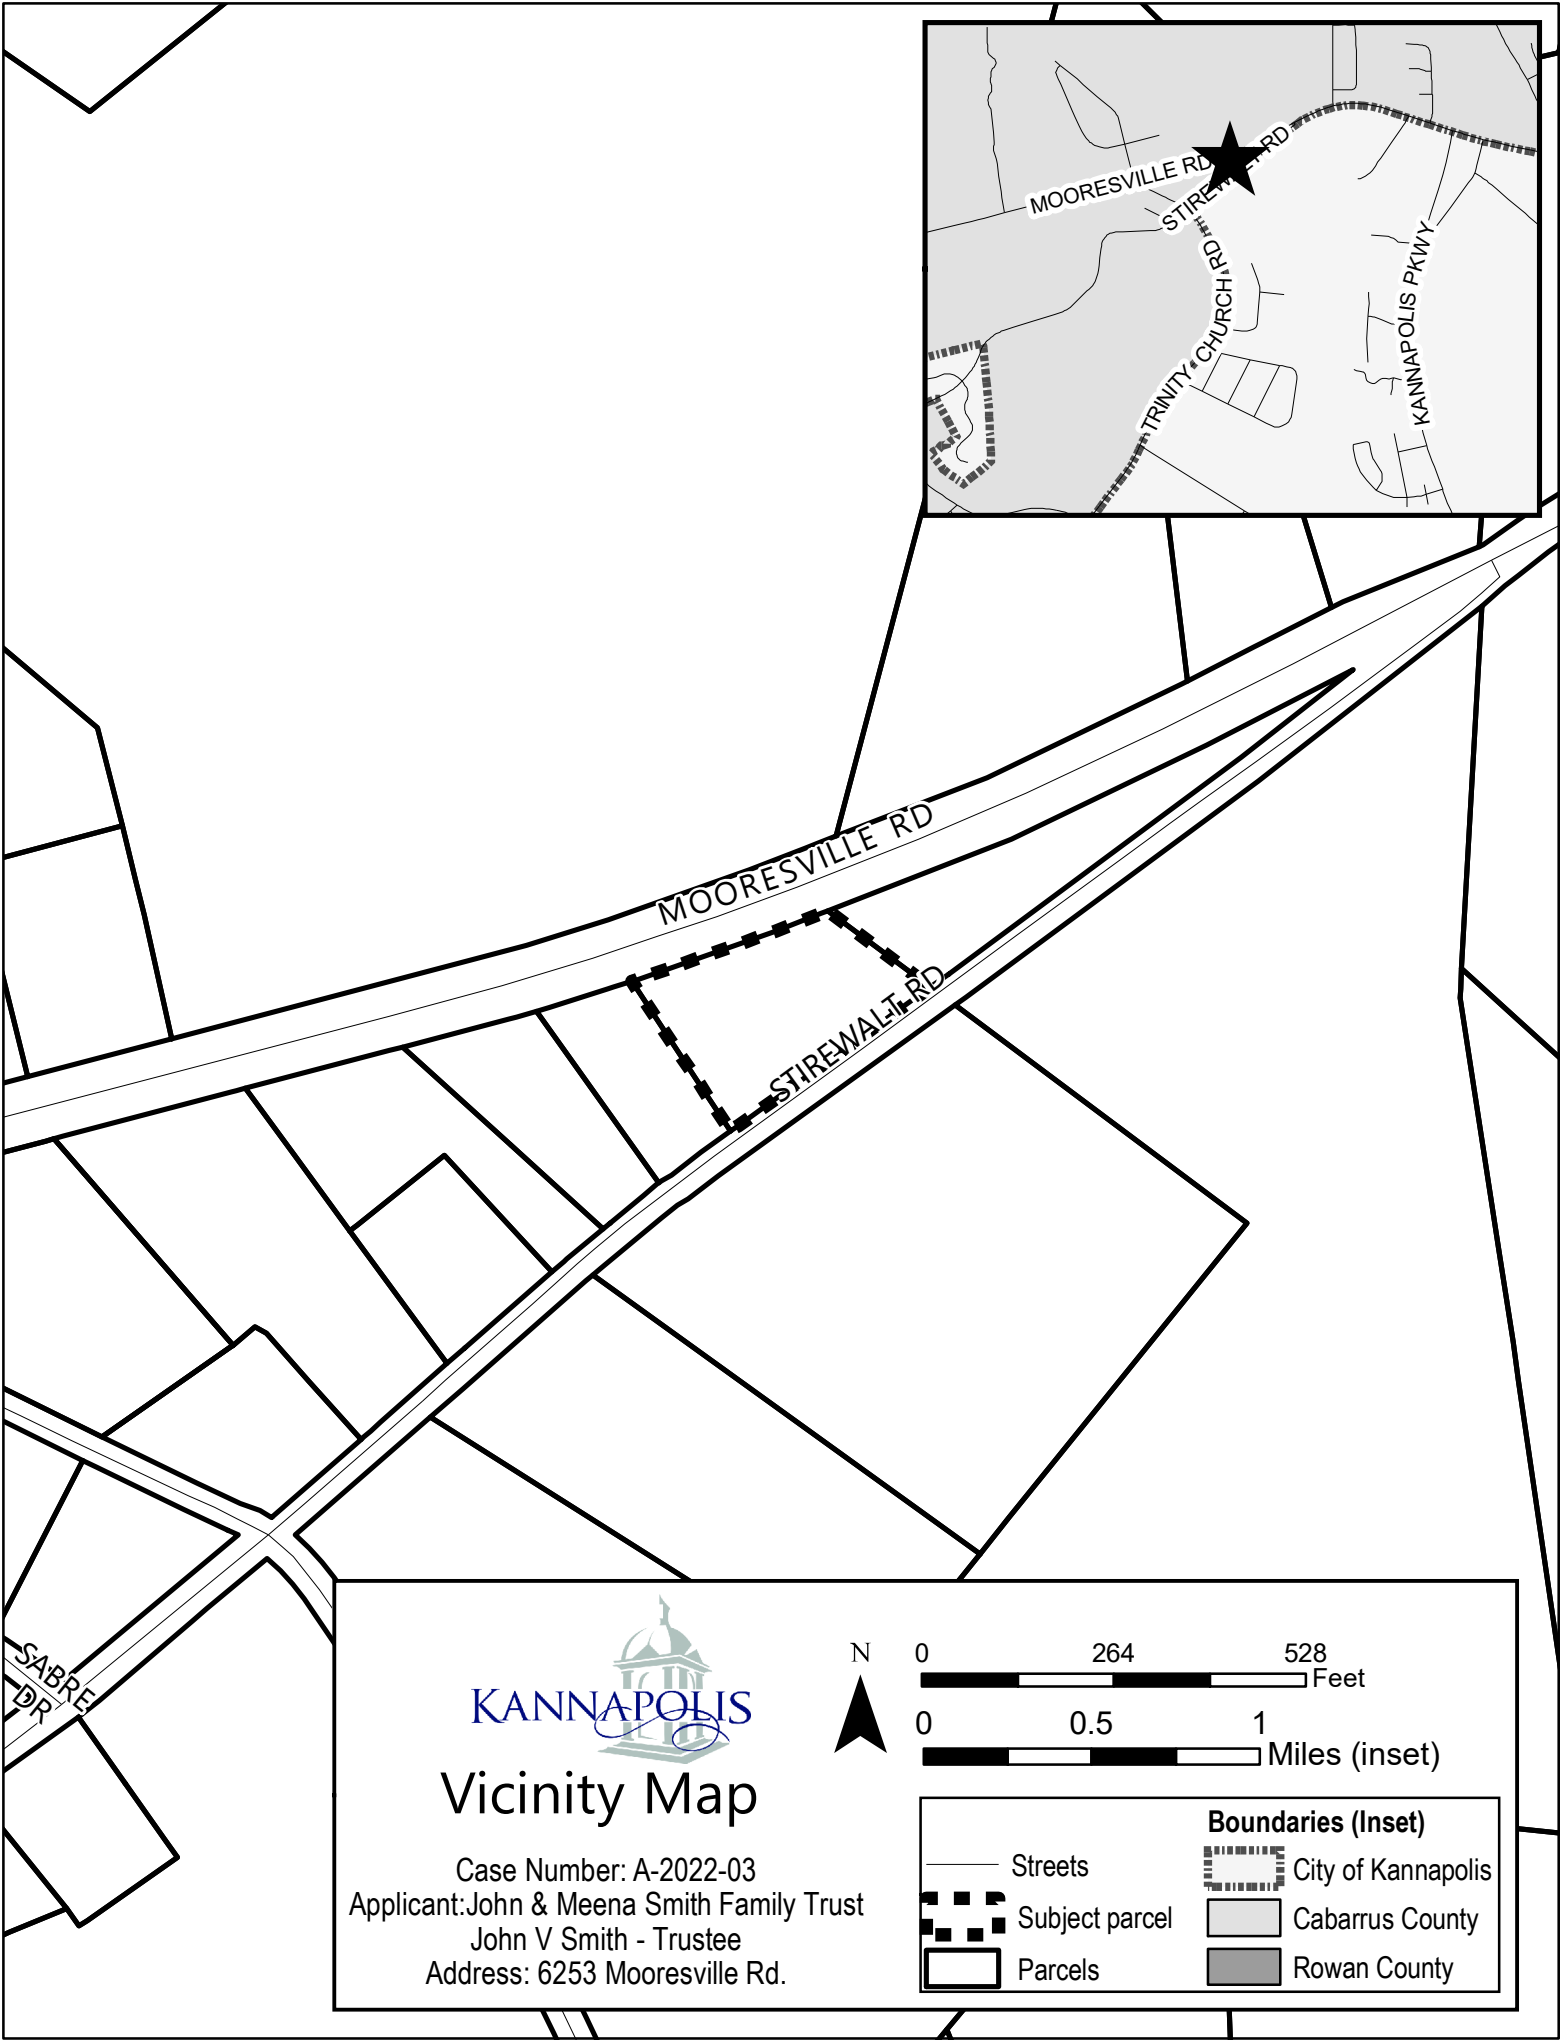 MOORESVILLE RD
STIREWALT RD
TRINITY CHURCH RD
KANNAPOLIS PKWY
MOORESVILLE RD
STIREWALT RD
SABRE
DR
KANNAPOLIS
Vicinity Map
Case Number: A-2022-03
Applicant:John & Meena Smith Family Trust
John V Smith - Trustee
Address: 6253 Mooresville Rd.
N
0 264 528
Feet
0 0.5 1
Miles (inset)
Boundaries (Inset)
Streets
City of Kannapolis
Subject parcel
Cabarrus County
Parcels
Rowan County